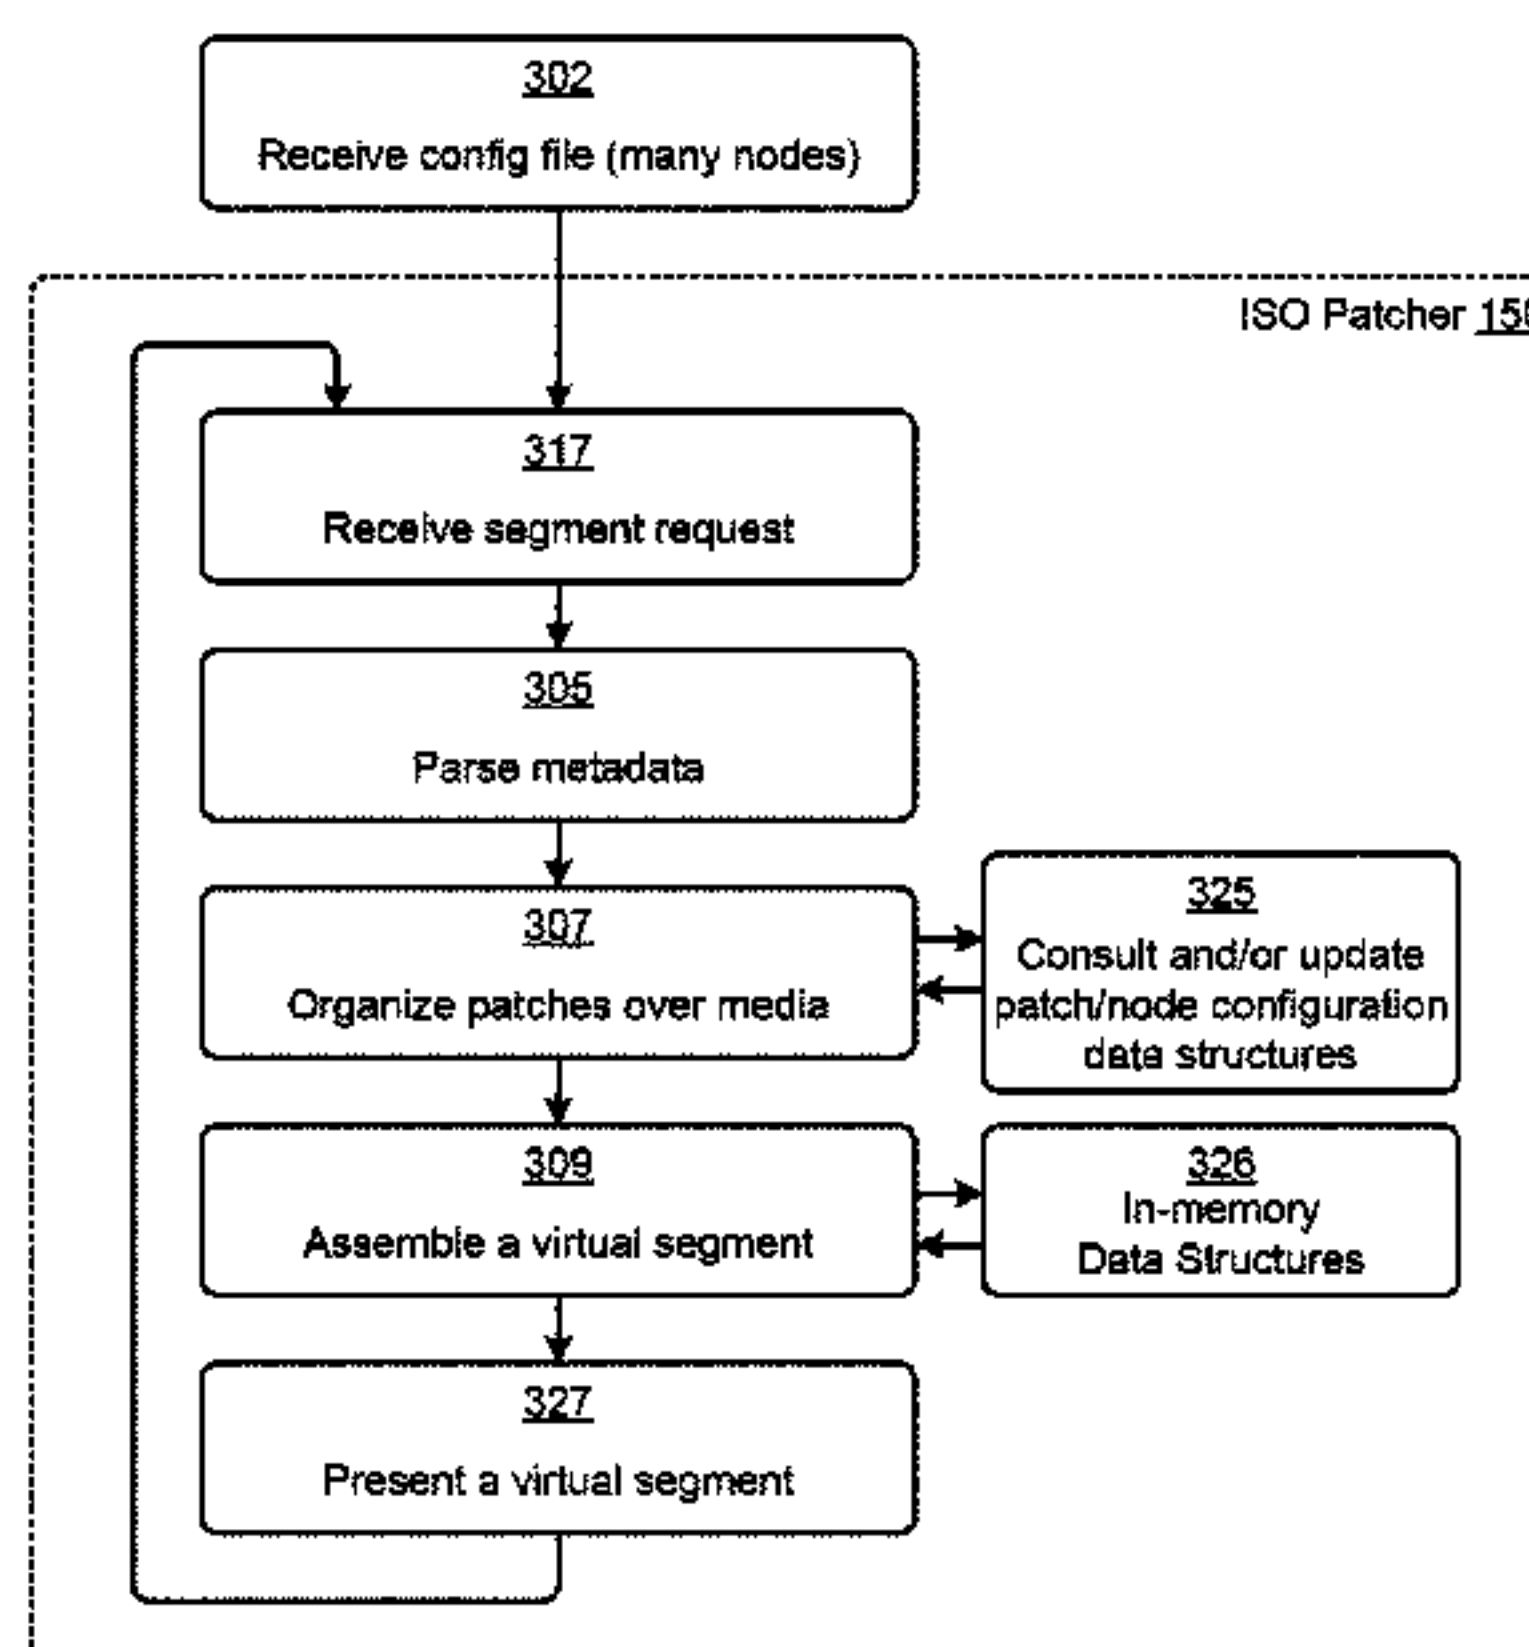 302
Receive config file (many nodes)
ISO Patcher
317
Receive segment request
305
Parse metadata
307
Organize patches over media
325
Consult and/or update
patch/node configuration
data structures
309
Assemble a virtual segment
326
In-memory
Data Structures
327
Present a virtual segment